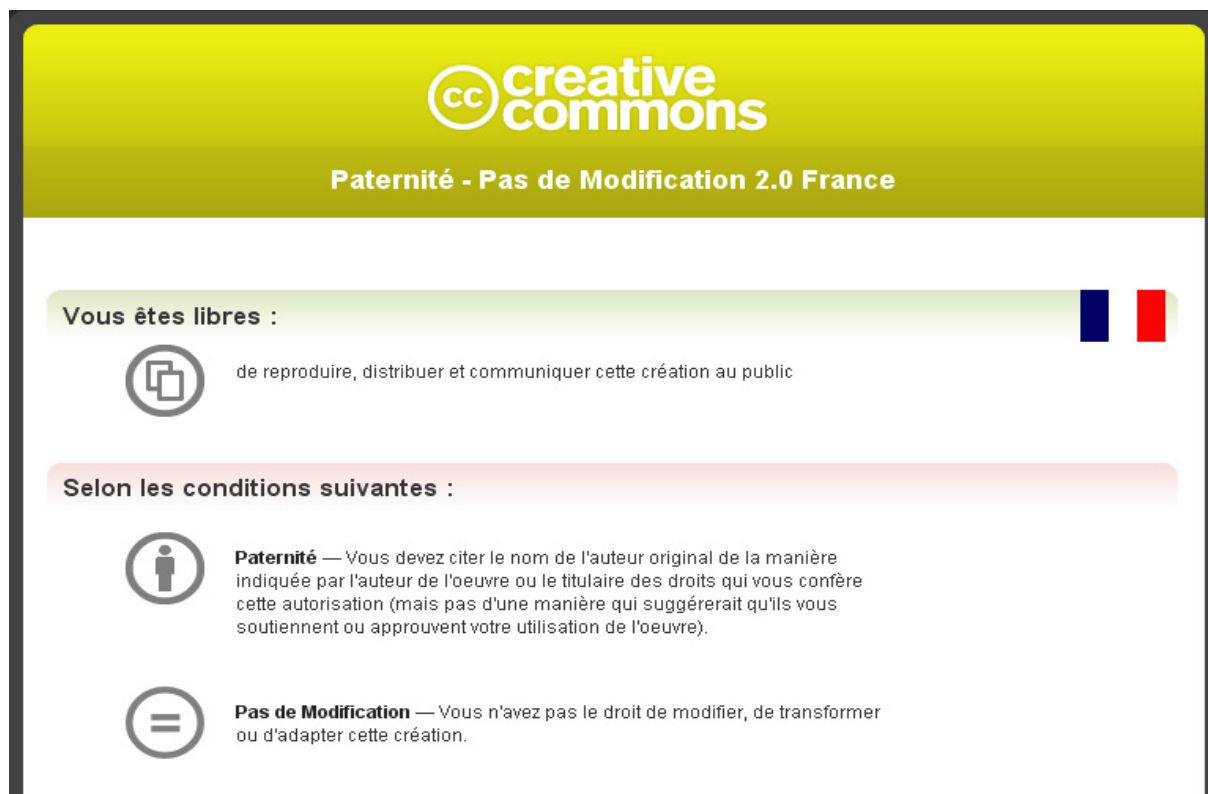 cc creative
commons
Paternité - Pas de Modification 2.0 France
Vous êtes libres :
de reproduire, distribuer et communiquer cette création au public
Selon les conditions suivantes :
Paternité — Vous devez citer le nom de l'auteur original de la manière
indiquée par l'auteur de l'oeuvre ou le titulaire des droits qui vous confère
cette autorisation (mais pas d'une manière qui suggérerait qu'ils vous
soutiennent ou approuvent votre utilisation de l'oeuvre).
Pas de Modification — Vous n'avez pas le droit de modifier, de transformer
ou d'adapter cette création.